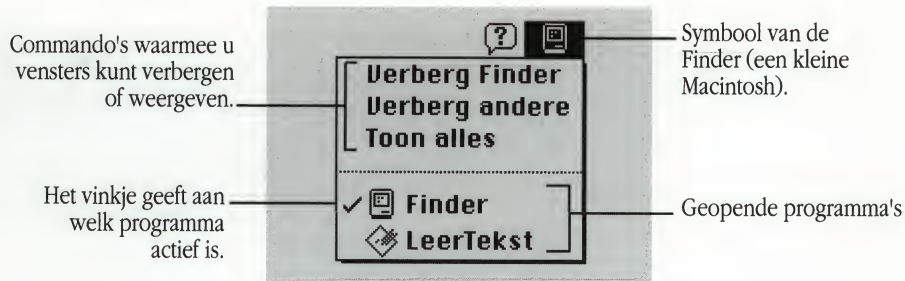 Commando's waarmee u
vensters kunt verbergen
of weergeven.
Het vinkje geeft aan
welk programma
actief is.
?
Verberg Finder
Verberg andere
Toon alles
✓ Finder
LeerTekst
Symbool van de
Finder (een kleine
Macintosh).
Geopende programma's